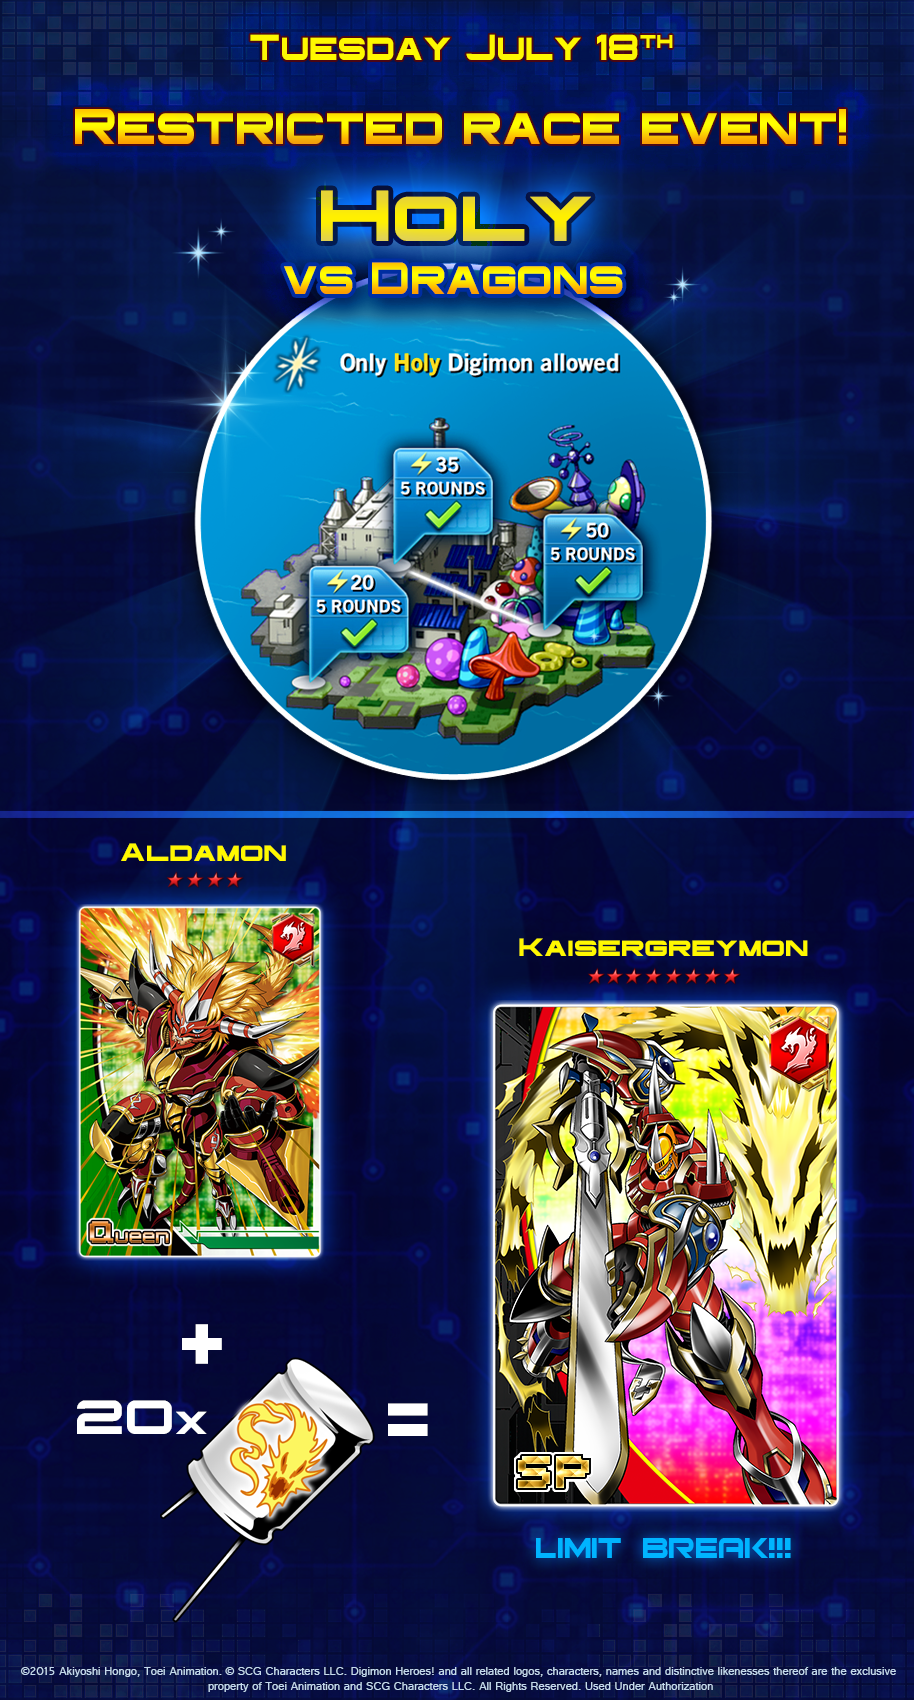 Tuesday July 18th
Restricted race event!
Holy
vs Dragons
Only Holy Digimon allowed
35
5 ROUNDS
50
5 ROUNDS
20
5 ROUNDS
Aldamon
Kaisergreymon
Queen
+
20x
=
SP
LIMIT BREAK!!!
©2015 Akiyoshi Hongo, Toei Animation. © SCG Characters LLC. Digimon Heroes! and all related logos, characters, names and distinctive likenesses thereof are the exclusive
property of Toei Animation and SCG Characters LLC. All Rights Reserved. Used Under Authorization